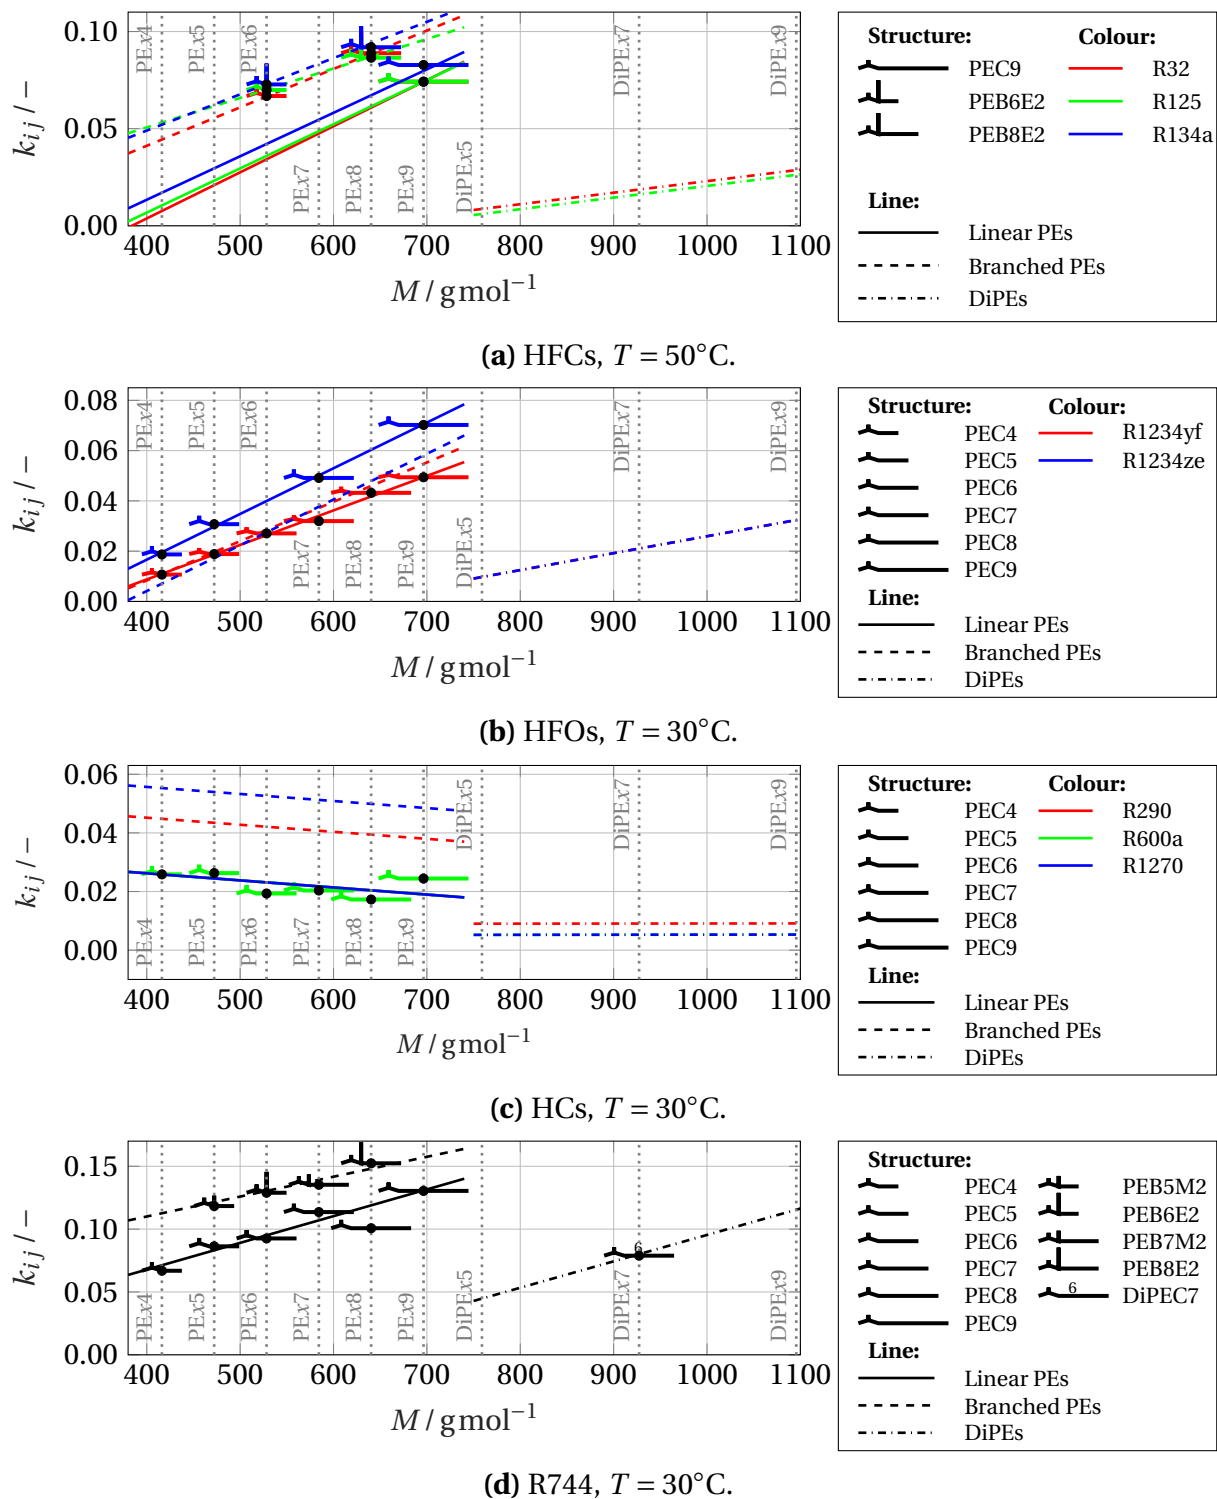 0.10
0.05
0.00
k_ij / −
PEx4
PEx5
PEx6
PEx7
PEx8
PEx9
DiPEx5
DiPEx7
DiPEx9
400 500 600 700 800 900 1000 1100
M / g mol⁻¹
Structure: Colour:
PEC9 R32
PEB6E2 R125
PEB8E2 R134a
Line:
Linear PEs
Branched PEs
DiPEs
(a) HFCs, T = 50°C.
0.08
0.06
0.04
0.02
0.00
k_ij / −
PEx4
PEx5
PEx6
PEx7
PEx8
PEx9
DiPEx5
DiPEx7
DiPEx9
400 500 600 700 800 900 1000 1100
M / g mol⁻¹
Structure: Colour:
PEC4 R1234yf
PEC5 R1234ze
PEC6
PEC7
PEC8
PEC9
Line:
Linear PEs
Branched PEs
DiPEs
(b) HFOs, T = 30°C.
0.06
0.04
0.02
0.00
k_ij / −
PEx4
PEx5
PEx6
PEx7
PEx8
PEx9
DiPEx5
DiPEx7
DiPEx9
400 500 600 700 800 900 1000 1100
M / g mol⁻¹
Structure: Colour:
PEC4 R290
PEC5 R600a
PEC6 R1270
PEC7
PEC8
PEC9
Line:
Linear PEs
Branched PEs
DiPEs
(c) HCs, T = 30°C.
0.15
0.10
0.05
0.00
k_ij / −
6
PEx4
PEx5
PEx6
PEx7
PEx8
PEx9
DiPEx5
DiPEx7
DiPEx9
400 500 600 700 800 900 1000 1100
M / g mol⁻¹
Structure:
PEC4 PEB5M2
PEC5 PEB6E2
PEC6 PEB7M2
PEC7 PEB8E2
PEC8 6 DiPEC7
PEC9
Line:
Linear PEs
Branched PEs
DiPEs
(d) R744, T = 30°C.